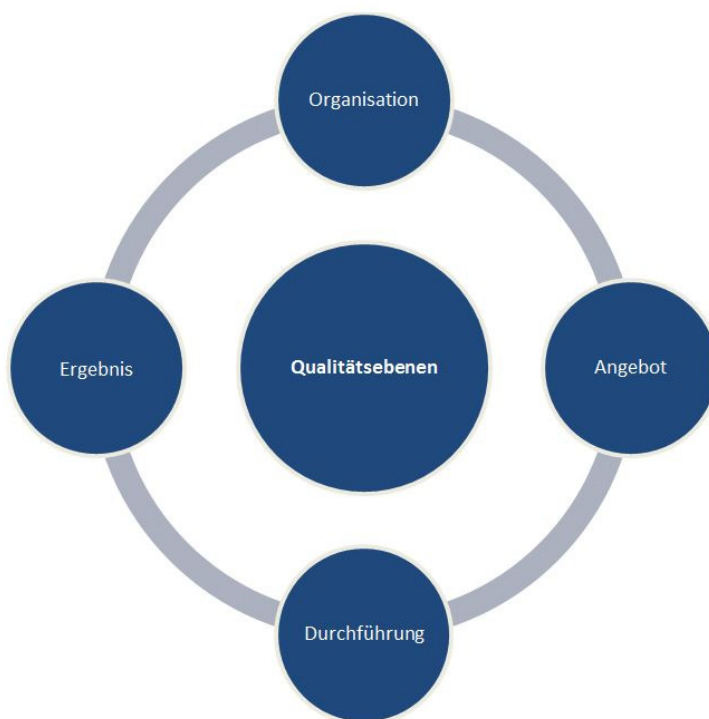 Organisation
Ergebnis
Qualitätsebenen
Angebot
Durchführung